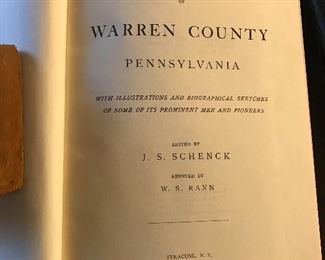 OF
WARREN COUNTY
PENNSYLVANIA
WITH ILLUSTRATIONS AND BIOGRAPHICAL SKETCHES
OF SOME OF ITS PROMINENT MEN AND PIONEERS
EDITED BY
J. S. SCHENCK
ASSISTED BY
W. S. RANN
SYRACUSE, N. Y.